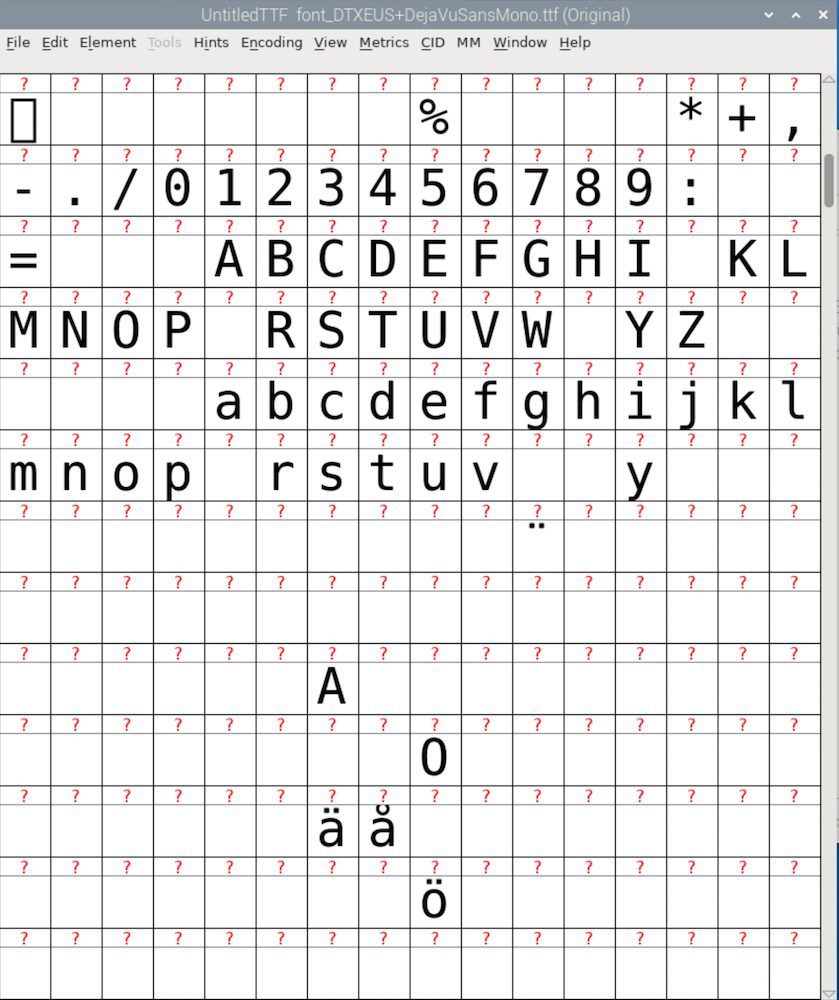 UntitledTTF font_DTXEUS+DejaVuSansMono.ttf (Original)
File Edit Element Tools Hints Encoding View Metrics CID MM Window Help
? ? ? ? ? ? ? ? ? ? ? ? ? ? ? ?
▯ % * + ,
? ? ? ? ? ? ? ? ? ? ? ? ? ? ? ?
- . / 0 1 2 3 4 5 6 7 8 9 :
? ? ? ? ? ? ? ? ? ? ? ? ? ? ? ?
= A B C D E F G H I K L
? ? ? ? ? ? ? ? ? ? ? ? ? ? ? ?
M N O P R S T U V W Y Z
? ? ? ? ? ? ? ? ? ? ? ? ? ? ? ?
a b c d e f g h i j k l
? ? ? ? ? ? ? ? ? ? ? ? ? ? ? ?
m n o p r s t u v y
? ? ? ? ? ? ? ? ? ? ? ? ? ? ? ?
¨
? ? ? ? ? ? ? ? ? ? ? ? ? ? ? ?
? ? ? ? ? ? ? ? ? ? ? ? ? ? ? ?
A
? ? ? ? ? ? ? ? ? ? ? ? ? ? ? ?
O
? ? ? ? ? ? ? ? ? ? ? ? ? ? ? ?
ä å
? ? ? ? ? ? ? ? ? ? ? ? ? ? ? ?
ö
? ? ? ? ? ? ? ? ? ? ? ? ? ? ? ?